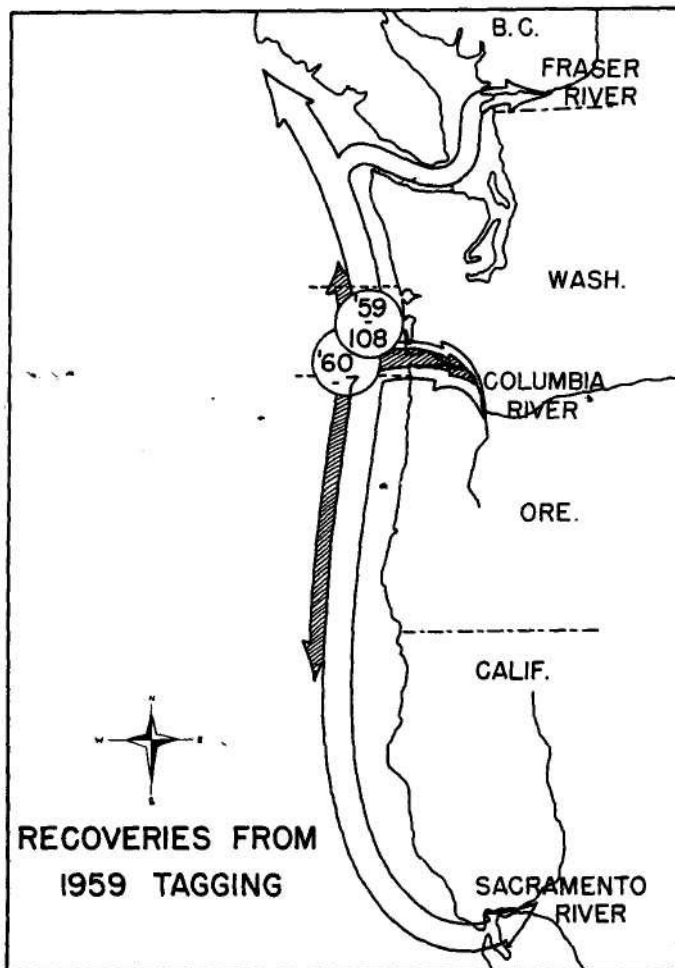 B.C.
FRASER
RIVER
WASH.
'59
-
108
'60
-7
COLUMBIA
RIVER
ORE.
CALIF.
N
W E
S
RECOVERIES FROM
1959 TAGGING
SACRAMENTO
RIVER